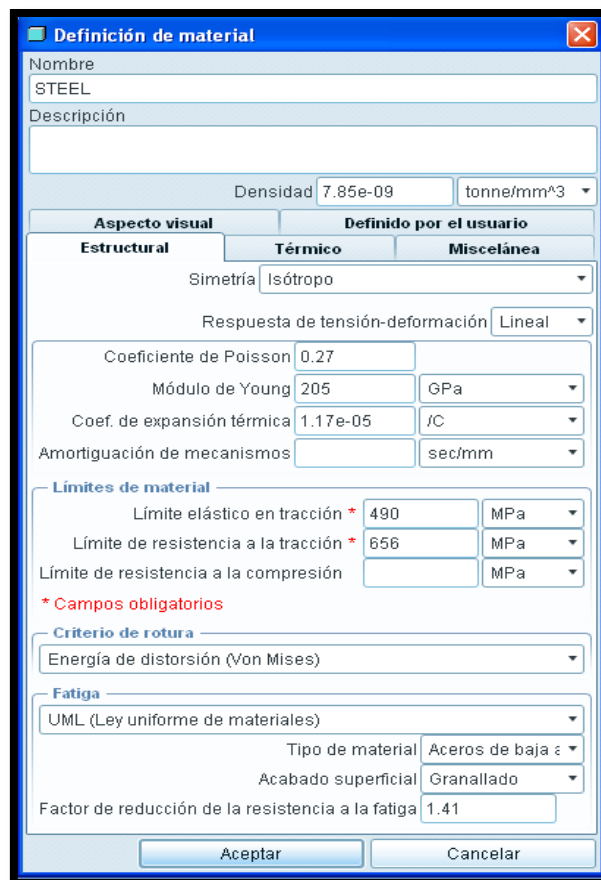 Definición de material
Nombre
STEEL
Descripción
Densidad 7.85e-09 tonne/mm^3
Aspecto visual Definido por el usuario
Estructural Térmico Miscelánea
Simetría Isótropo
Respuesta de tensión-deformación Lineal
Coeficiente de Poisson 0.27
Módulo de Young 205 GPa
Coef. de expansión térmica 1.17e-05 /C
Amortiguación de mecanismos sec/mm
Límites de material
Límite elástico en tracción * 490 MPa
Límite de resistencia a la tracción * 656 MPa
Límite de resistencia a la compresión MPa
* Campos obligatorios
Criterio de rotura
Energía de distorsión (Von Mises)
Fatiga
UML (Ley uniforme de materiales)
Tipo de material Aceros de baja a
Acabado superficial Granallado
Factor de reducción de la resistencia a la fatiga 1.41
Aceptar Cancelar